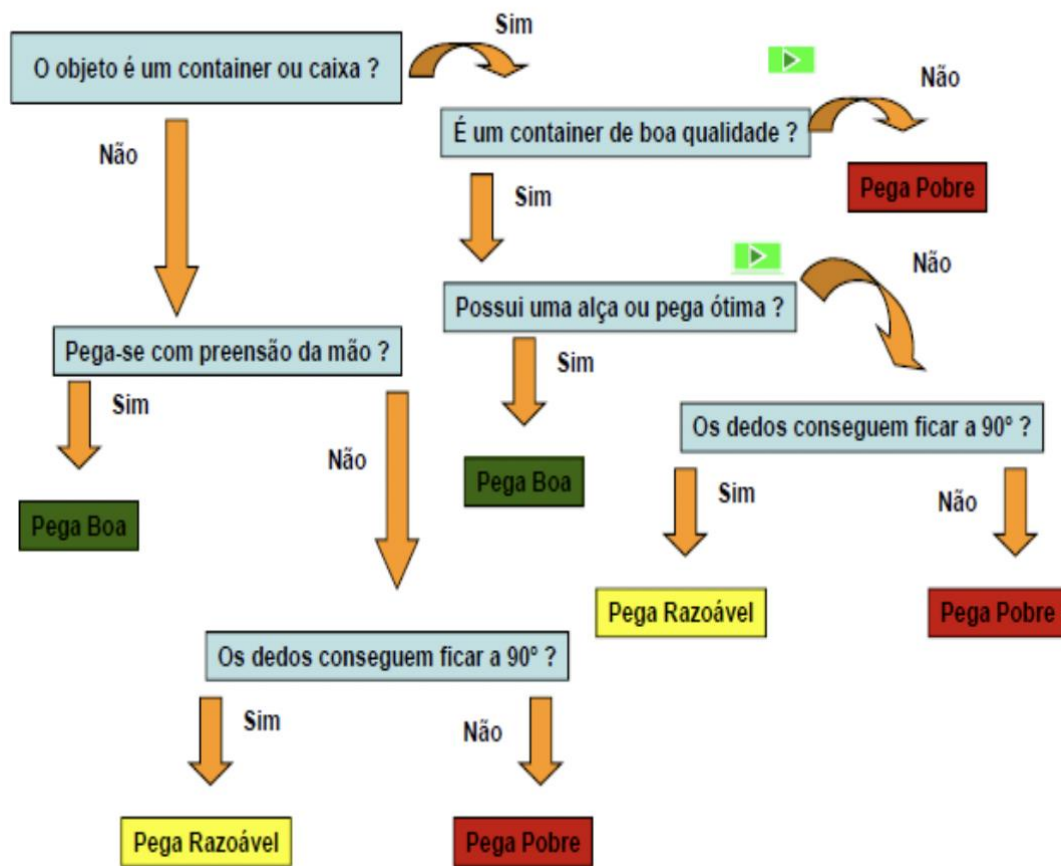 Sim
O objeto é um container ou caixa ?
Não
É um container de boa qualidade ?
Não
Pega Pobre
Sim
Não
Possui uma alça ou pega ótima ?
Pega-se com preensão da mão ?
Sim
Sim
Os dedos conseguem ficar a 90° ?
Não
Pega Boa
Sim
Não
Pega Boa
Pega Razoável
Pega Pobre
Os dedos conseguem ficar a 90° ?
Sim
Não
Pega Razoável
Pega Pobre